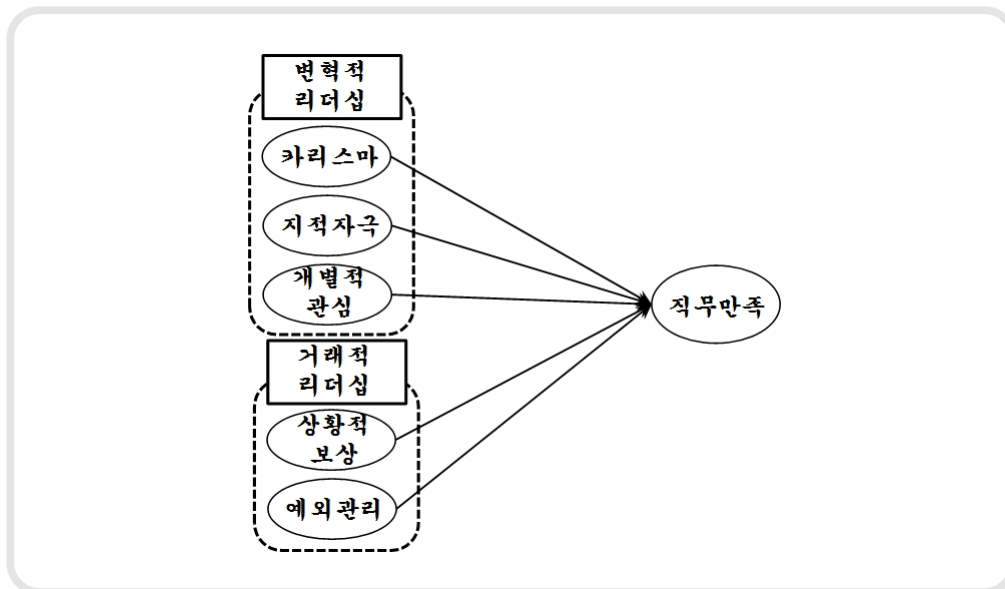 변혁적
리더십
카리스마
지적자극
개별적
관심
직무만족
거래적
리더십
상황적
보상
예외관리